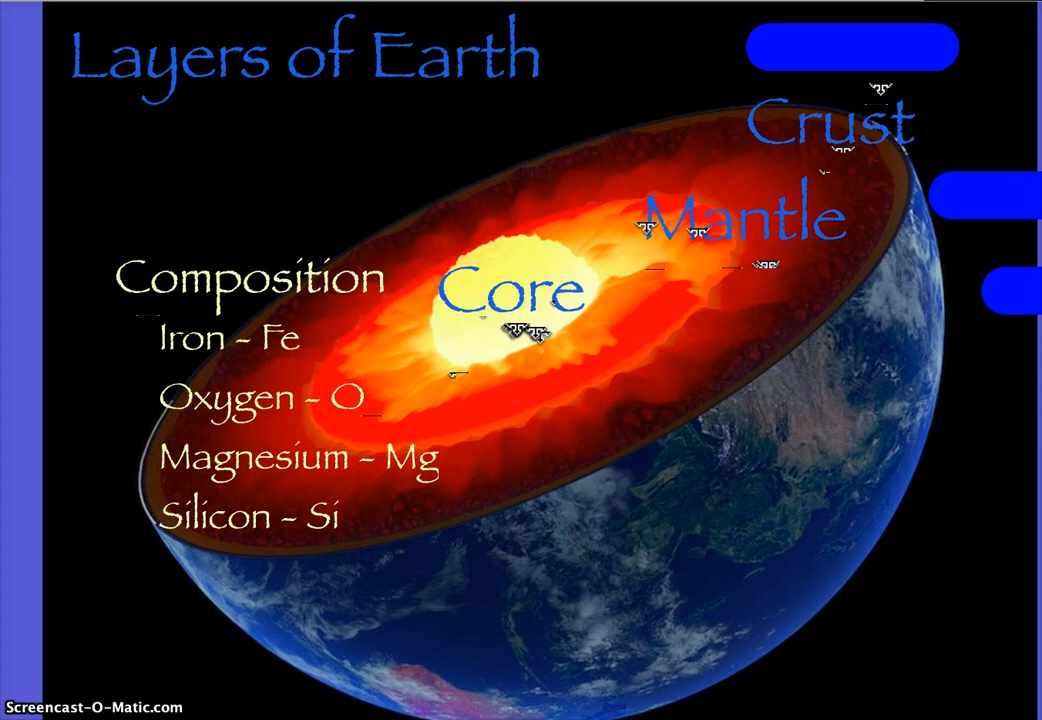 Layers of Earth
Crust
Mantle
Core
Composition
Iron - Fe
Oxygen - O
Magnesium - Mg
Silicon - Si
Screencast-O-Matic.com